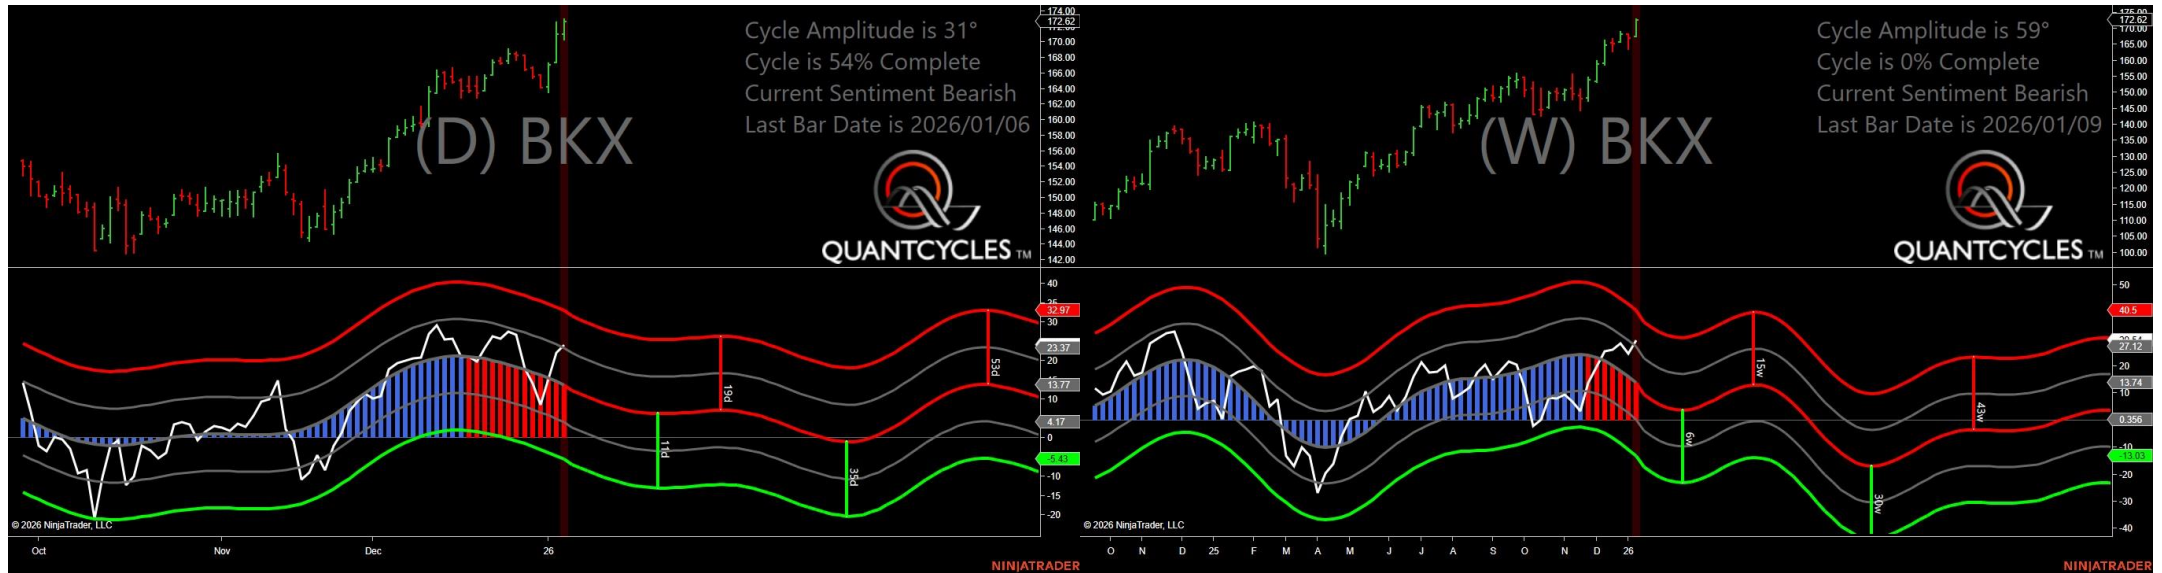 Cycle Amplitude is 31°
Cycle is 54% Complete
Current Sentiment Bearish
Last Bar Date is 2026/01/06
(D) BKX
QUANTCYCLES TM
174.00
172.62
170.00
168.00
166.00
164.00
162.00
160.00
158.00
156.00
154.00
152.00
150.00
148.00
146.00
144.00
142.00
40
35
32.97
30
23.37
20
15
13.77
10
4.17
0
-5.43
-10
-15
-20
11d
19d
35d
53d
© 2026 NinjaTrader, LLC
Oct Nov Dec 26
NINJATRADER
Cycle Amplitude is 59°
Cycle is 0% Complete
Current Sentiment Bearish
Last Bar Date is 2026/01/09
(W) BKX
QUANTCYCLES TM
175.00
172.62
165.00
160.00
155.00
150.00
145.00
140.00
135.00
130.00
125.00
120.00
115.00
110.00
105.00
100.00
50
40.5
27.12
20
13.74
10
0.356
-10
-13.03
-20
-30
-40
6w
15w
30w
43w
© 2026 NinjaTrader, LLC
O N D 25 F M A M J J A S O N D 26
NINJATRADER